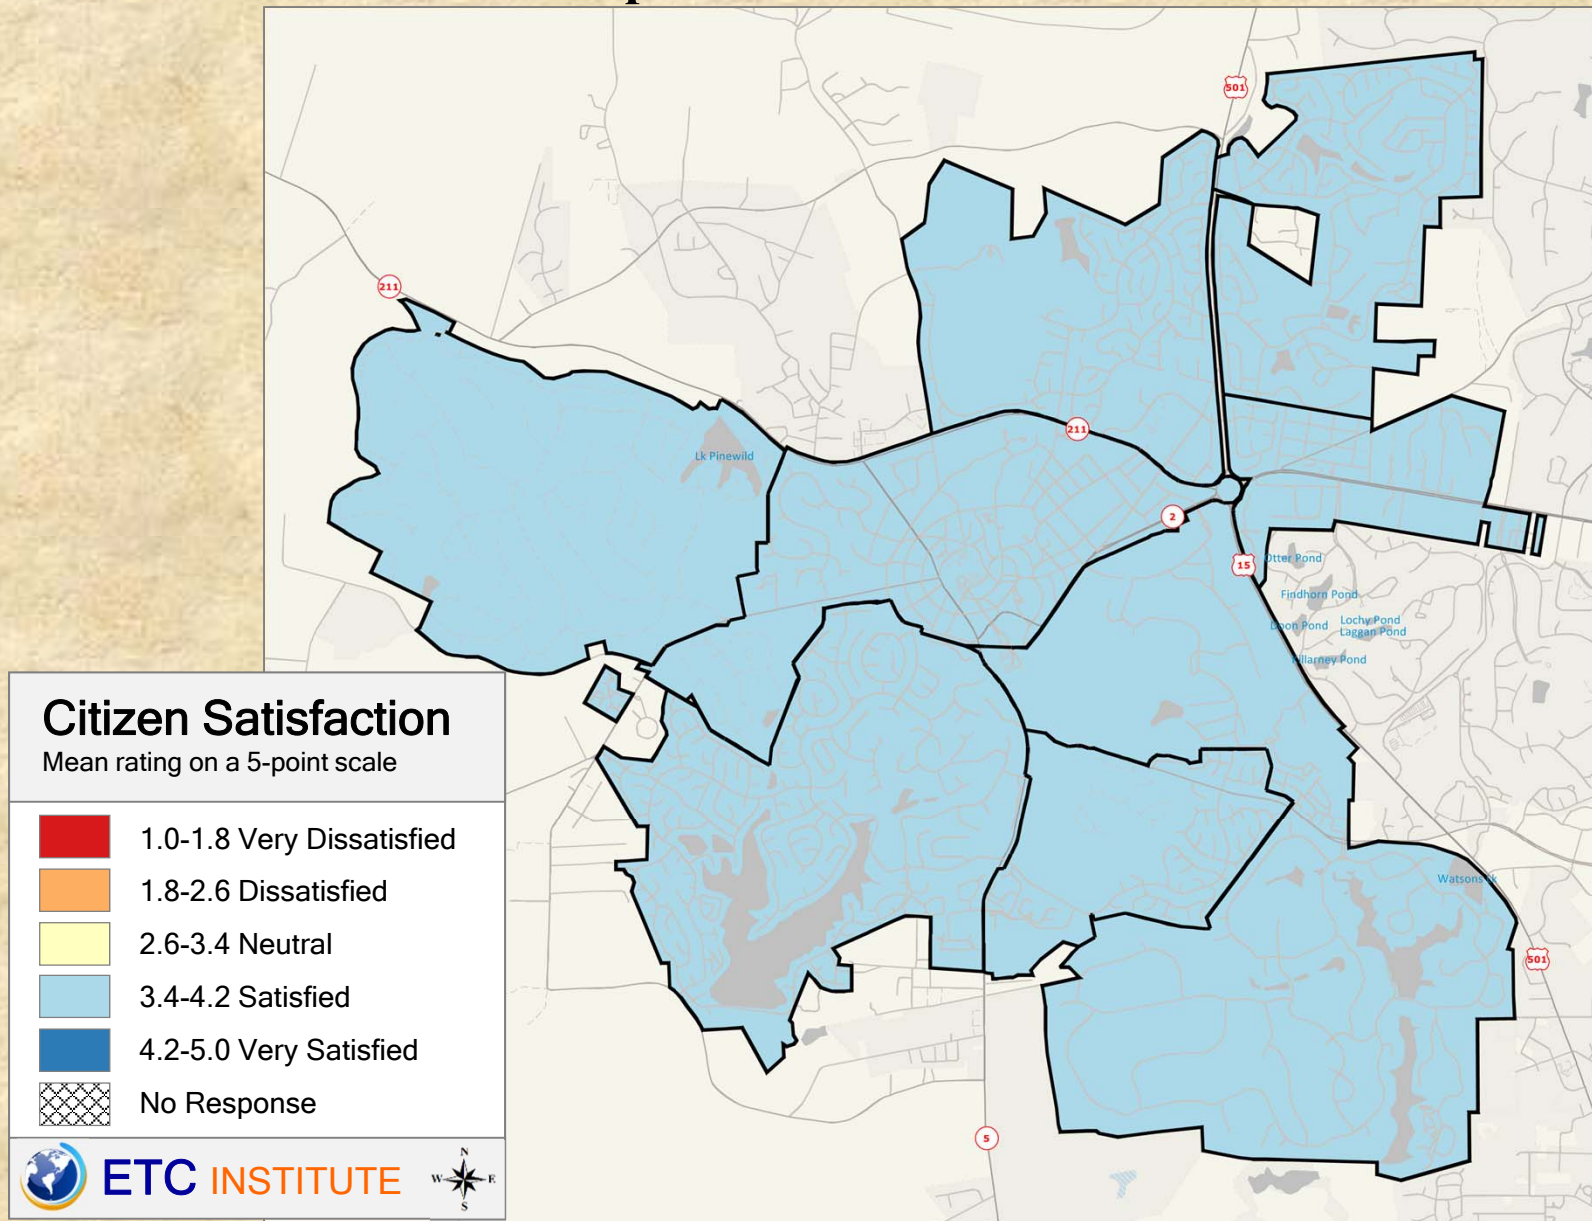 501
211
211
Lk Pinewild
2
15
Otter Pond
Findhorn Pond
Lochy Pond
Laggan Pond
Citizen Satisfaction
Mean rating on a 5-point scale
1.0-1.8 Very Dissatisfied
1.8-2.6 Dissatisfied
2.6-3.4 Neutral
3.4-4.2 Satisfied
4.2-5.0 Very Satisfied
No Response
501
5
ETC INSTITUTE
N
W E
S